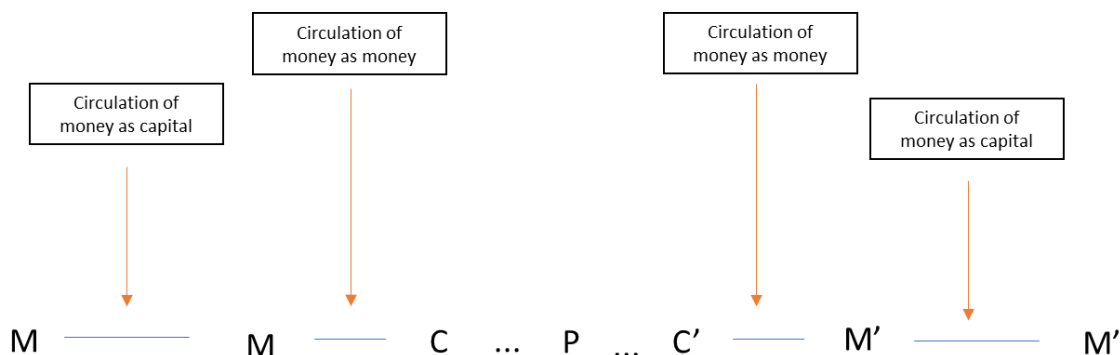 Circulation of
money as money
Circulation of
money as money
Circulation of
money as capital
Circulation of
money as capital
M M C ... P ... C’ M’ M’